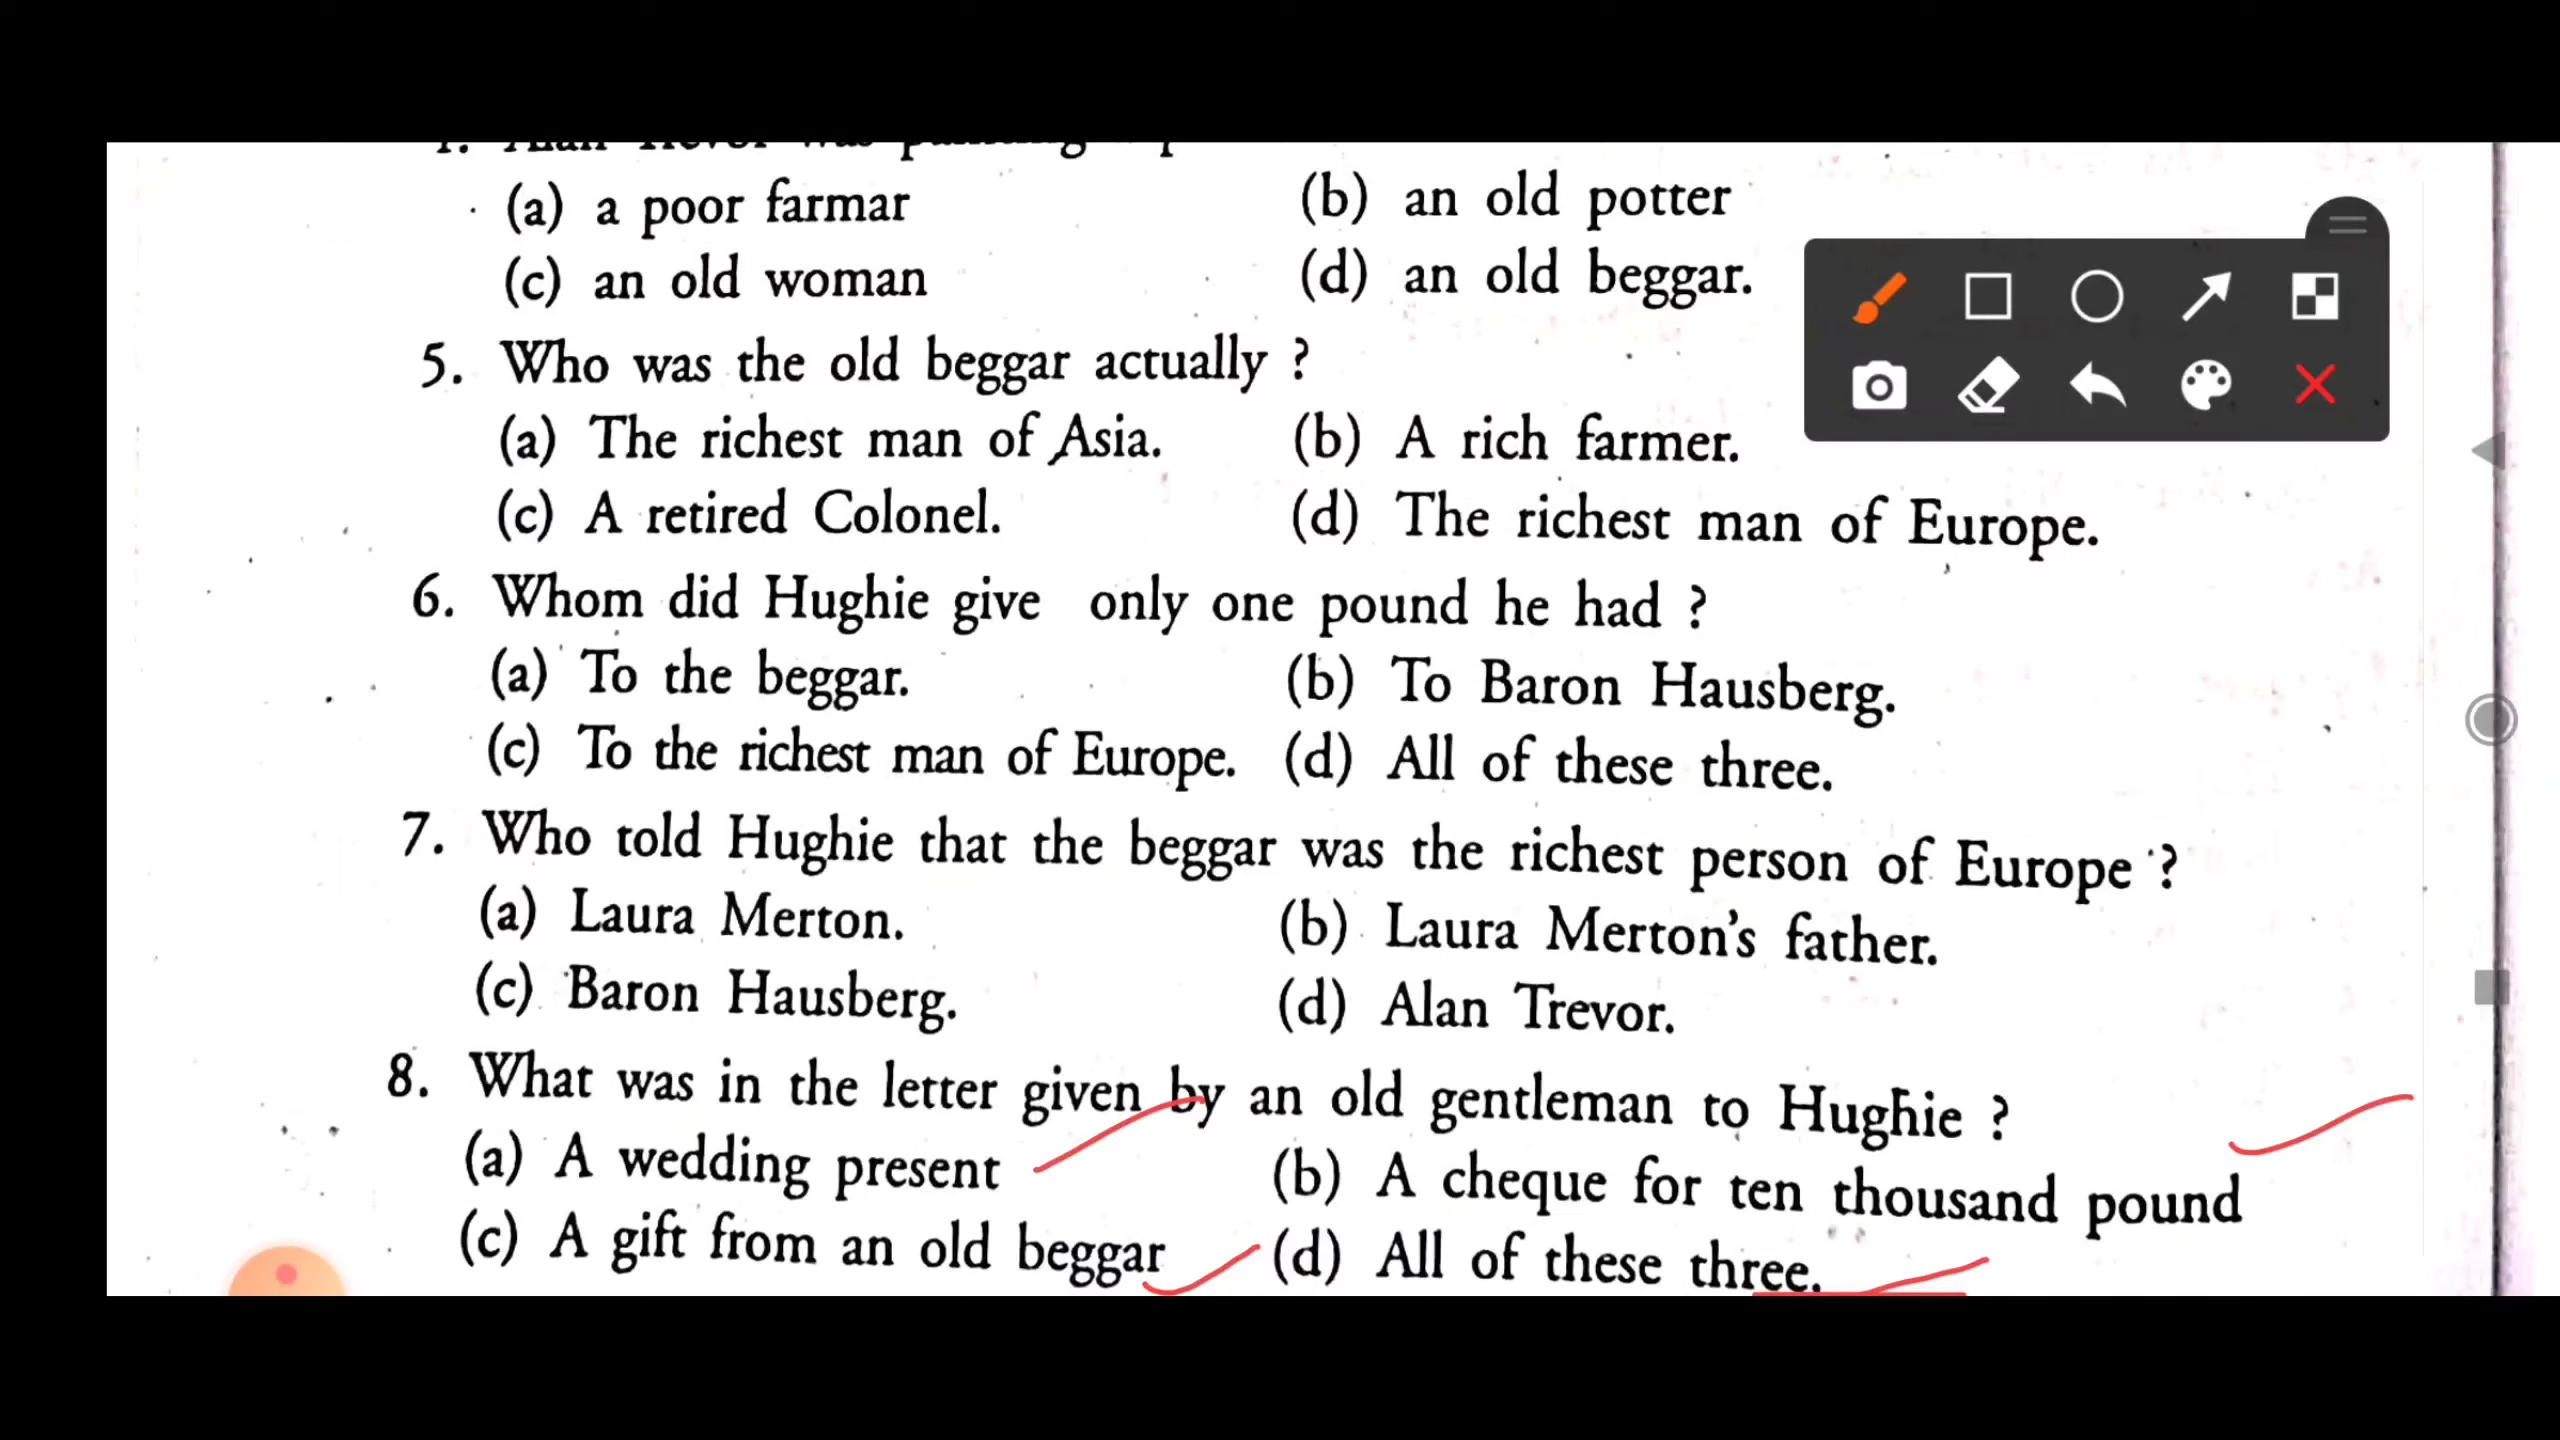 (a) a poor farmar (b) an old potter
(c) an old woman (d) an old beggar.
5. Who was the old beggar actually ?
(a) The richest man of Asia. (b) A rich farmer.
(c) A retired Colonel. (d) The richest man of Europe.
6. Whom did Hughie give only one pound he had ?
(a) To the beggar. (b) To Baron Hausberg.
(c) To the richest man of Europe. (d) All of these three.
7. Who told Hughie that the beggar was the richest person of Europe ?
(a) Laura Merton. (b) Laura Merton's father.
(c) Baron Hausberg. (d) Alan Trevor.
8. What was in the letter given by an old gentleman to Hughie ?
(a) A wedding present (b) A cheque for ten thousand pound
(c) A gift from an old beggar (d) All of these three.